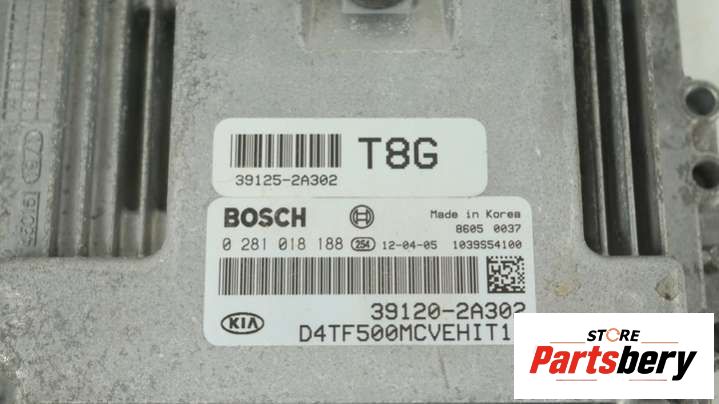 T8G
39125-2A302
BOSCH
Made in Korea
8605 0037
0 281 018 188 254 12-04-05 1039S54100
39120-2A302
KIA
D4TF500MCVEHIT1
STORE
Partsbery